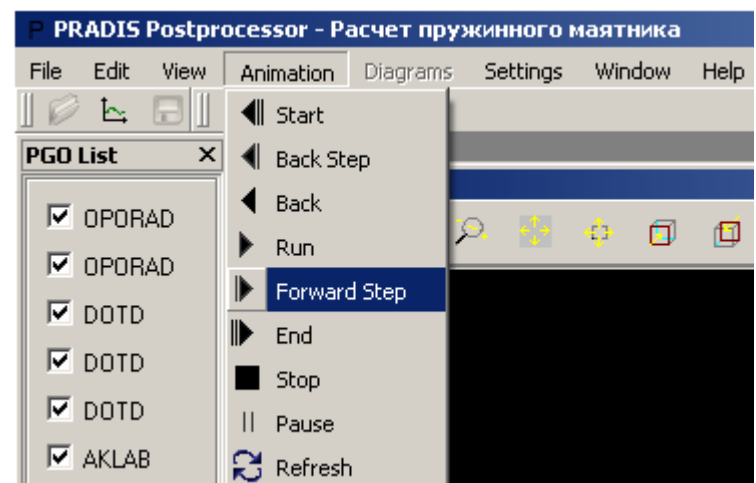 P PRADIS Postprocessor - Расчет пружинного маятника
File Edit View Animation Diagrams Settings Window Help
Start
PGO List
Back Step
OPORAD
Back
Run
OPORAD
Forward Step
DOTD
End
DOTD
Stop
DOTD
Pause
AKLAB
Refresh